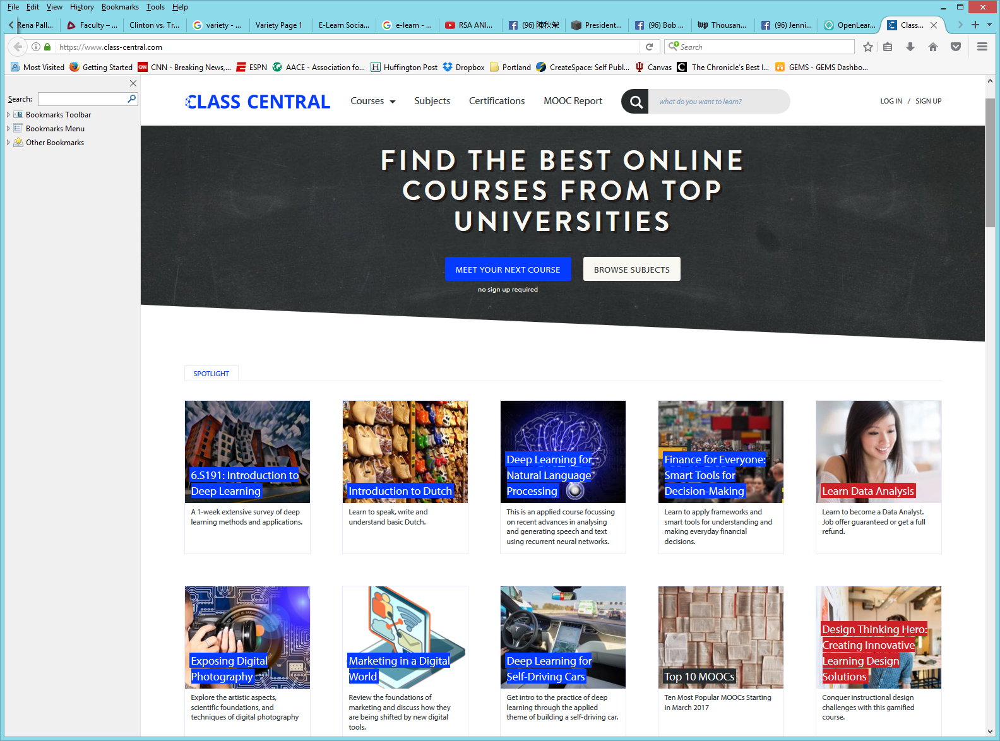 File Edit View History Bookmarks Tools Help
Rena Pall...
Faculty – ...
Clinton vs. Tr...
variety - ...
Variety Page 1
E-Learn Socia...
e-learn - ...
RSA ANI...
(96) 陳秋榮
President...
(96) Bob ...
Thousan...
(96) Jenni...
OpenLear...
Class...
https://www.class-central.com
Search
Most Visited
Getting Started
CNN - Breaking News,...
ESPN
AACE - Association fo...
Huffington Post
Dropbox
Portland
CreateSpace: Self Publ...
Canvas
The Chronicle's Best I...
GEMS - GEMS Dashbo...
Search:
Bookmarks Toolbar
Bookmarks Menu
Other Bookmarks
CLASS CENTRAL
Courses
Subjects
Certifications
MOOC Report
what do you want to learn?
LOG IN / SIGN UP
FIND THE BEST ONLINE
COURSES FROM TOP
UNIVERSITIES
MEET YOUR NEXT COURSE
BROWSE SUBJECTS
no sign up required
SPOTLIGHT
6.S191: Introduction to
Deep Learning
A 1-week extensive survey of deep
learning methods and applications.
Introduction to Dutch
Learn to speak, write and
understand basic Dutch.
Deep Learning for
Natural Language
Processing
This is an applied course focussing
on recent advances in analysing
and generating speech and text
using recurrent neural networks.
Finance for Everyone:
Smart Tools for
Decision-Making
Learn to apply frameworks and
smart tools for understanding and
making everyday financial
decisions.
Learn Data Analysis
Learn to become a Data Analyst.
Job offer guaranteed or get a full
refund.
MADE IN PARAGUAY
Exposing Digital
Photography
Explore the artistic aspects,
scientific foundations, and
techniques of digital photography
Marketing in a Digital
World
Review the foundations of
marketing and discuss how they
are being shifted by new digital
tools.
Deep Learning for
Self-Driving Cars
Get intro to the practice of deep
learning through the applied
theme of building a self-driving car.
Top 10 MOOCs
Ten Most Popular MOOCs Starting
in March 2017
Design Thinking Hero:
Creating Innovative
Learning Design
Solutions
Conquer instructional design
challenges with this gamified
course.